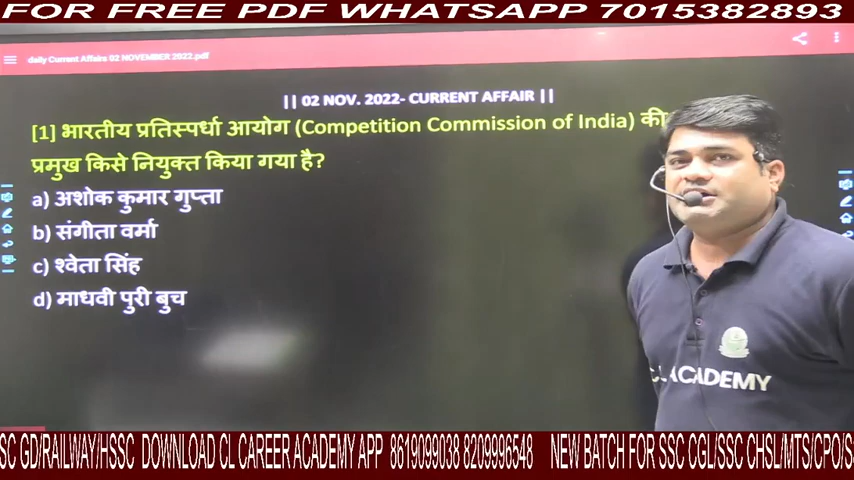 FOR FREE PDF WHATSAPP 7015382893
daily Current Affairs 02 NOVEMBER 2022.pdf
|| 02 NOV. 2022- CURRENT AFFAIR ||
[1] भारतीय प्रतिस्पर्धा आयोग (Competition Commission of India) की
प्रमुख किसे नियुक्त किया गया है?
a) अशोक कुमार गुप्ता
b) संगीता वर्मा
c) श्वेता सिंह
d) माधवी पुरी बुच
ACADEMY
SC GD/RAILWAY/HSSC DOWNLOAD CL CAREER ACADEMY APP 8619099038 8209996548 NEW BATCH FOR SSC CGL/SSC CHSL/MTS/CPO/S